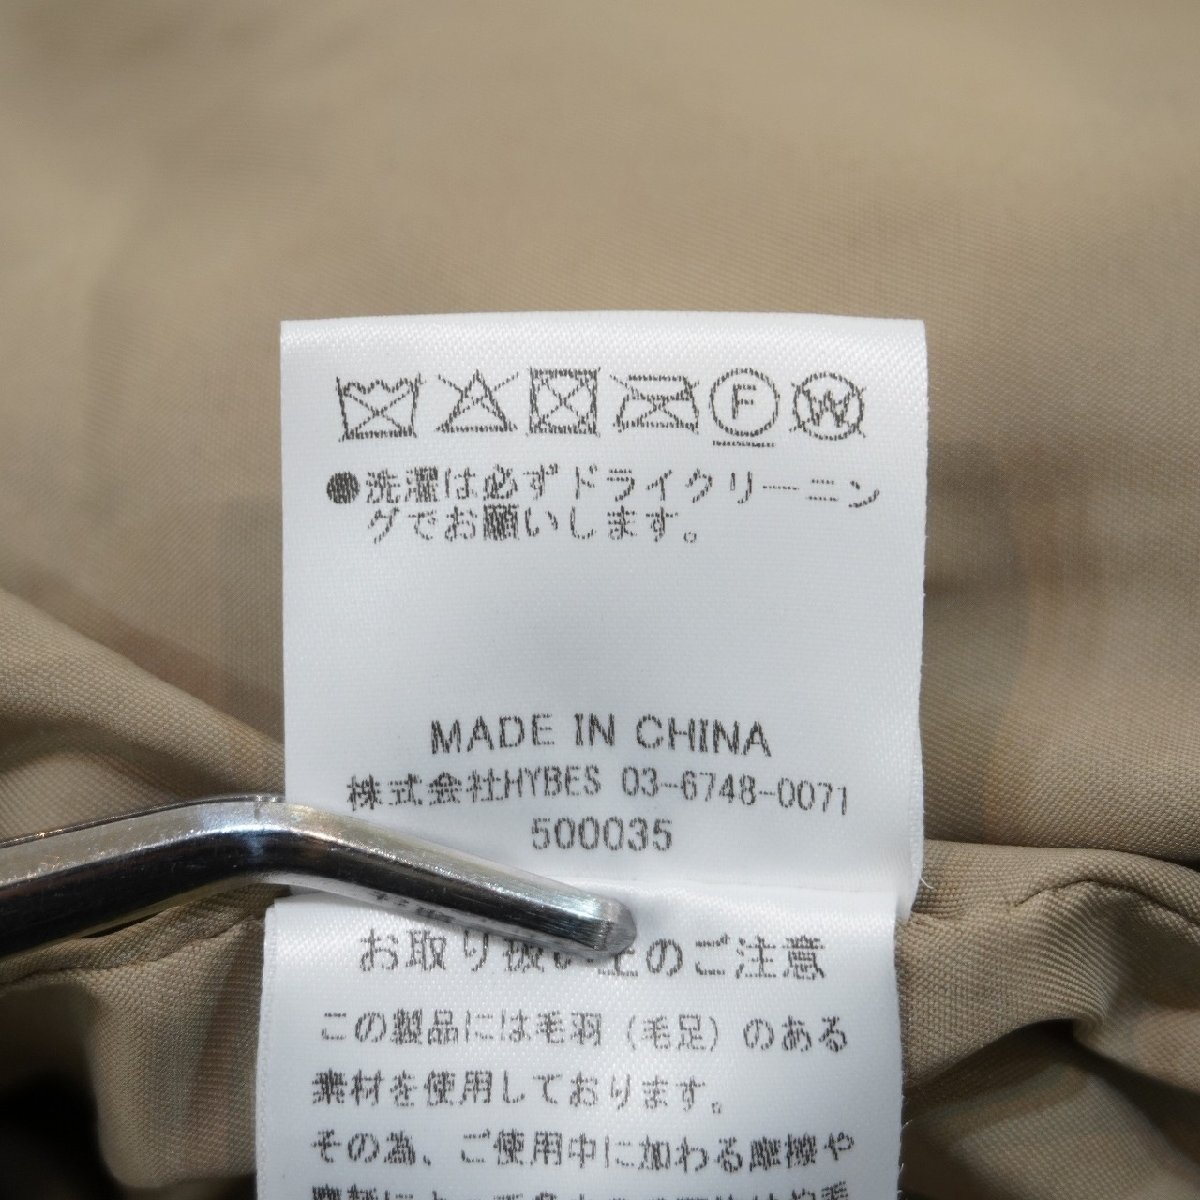 F W
●洗濯は必ずドライクリーニン
グでお願いします。
MADE IN CHINA
株式会社HYBES 03-6748-0071
500035
お取り扱い上のご注意
この製品には毛羽（毛足）のある
素材を使用しております。
その為、ご使用中に加わる摩擦や